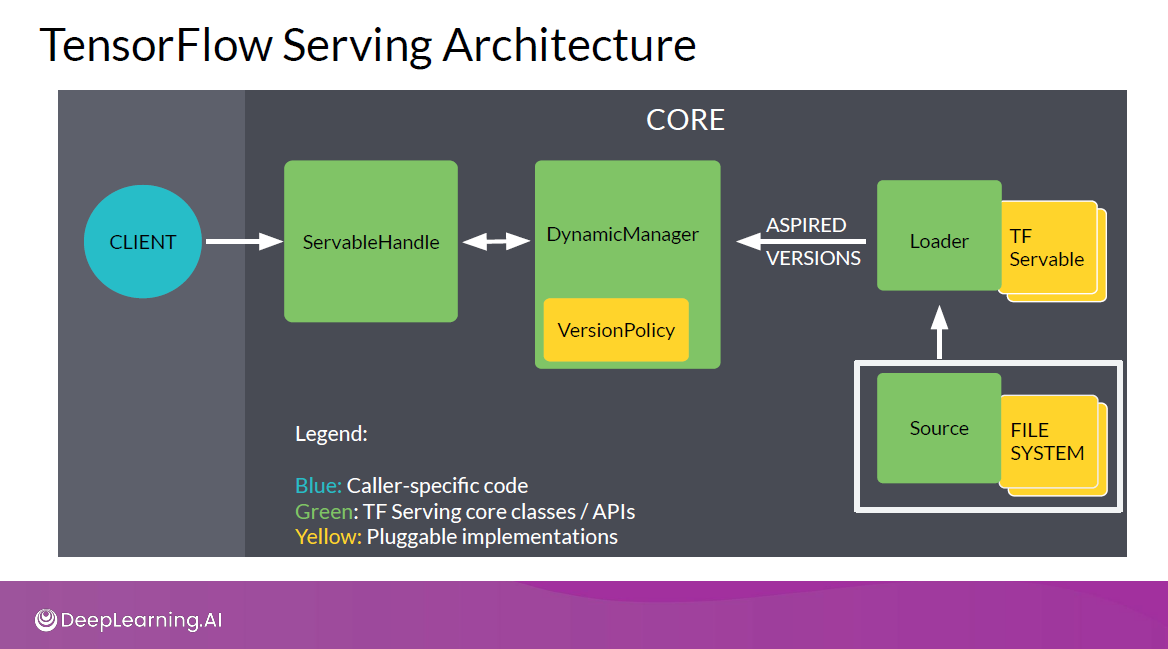 TensorFlow Serving Architecture
CORE
CLIENT
ServableHandle
DynamicManager
VersionPolicy
ASPIRED
VERSIONS
Loader
TF
Servable
Source
FILE
SYSTEM
Legend:
Blue: Caller-specific code
Green: TF Serving core classes / APIs
Yellow: Pluggable implementations
DeepLearning.AI